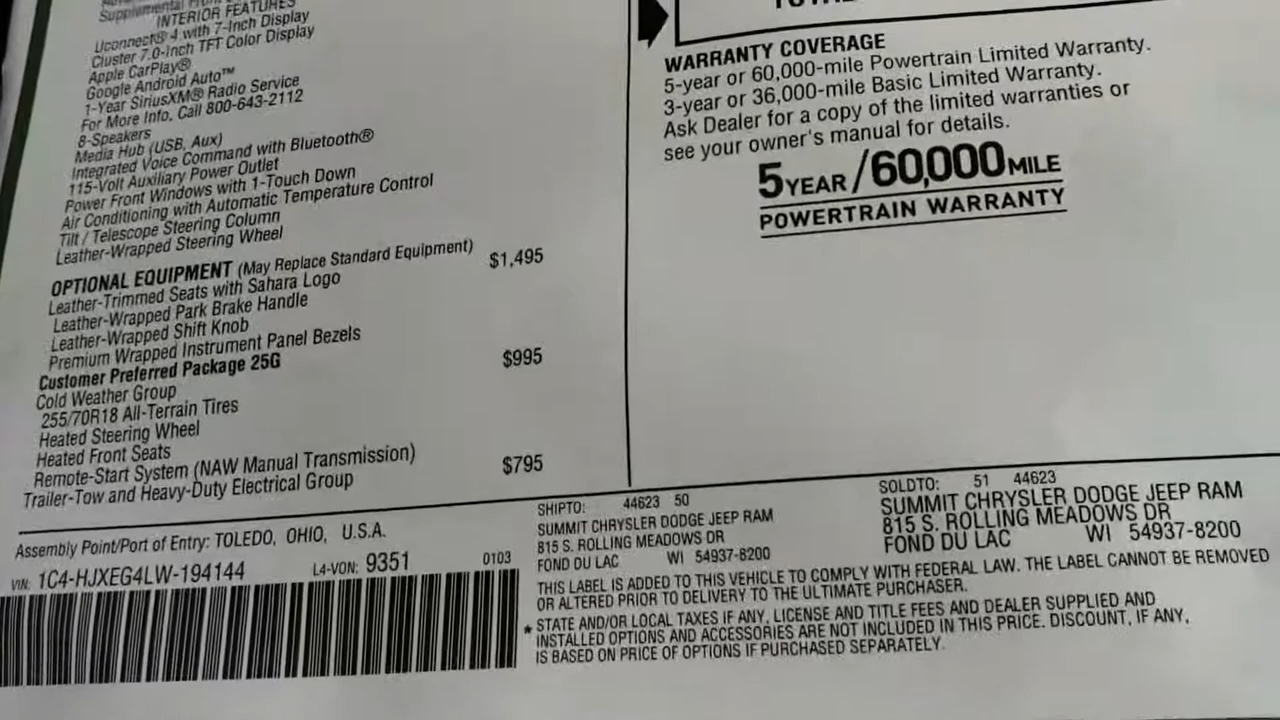 Supplemental Front
INTERIOR FEATURES
Uconnect® 4 with 7-Inch Display
Cluster 7.0-Inch TFT Color Display
Apple CarPlay®
Google Android Auto™
1-Year SiriusXM® Radio Service
For More Info, Call 800-643-2112
8-Speakers
Media Hub (USB, Aux)
Integrated Voice Command with Bluetooth®
115-Volt Auxiliary Power Outlet
Power Front Windows with 1-Touch Down
Air Conditioning with Automatic Temperature Control
Tilt / Telescope Steering Column
Leather-Wrapped Steering Wheel
OPTIONAL EQUIPMENT (May Replace Standard Equipment)
Leather-Trimmed Seats with Sahara Logo $1,495
Leather-Wrapped Park Brake Handle
Leather-Wrapped Shift Knob
Premium Wrapped Instrument Panel Bezels
Customer Preferred Package 25G
Cold Weather Group $995
255/70R18 All-Terrain Tires
Heated Steering Wheel
Heated Front Seats
Remote-Start System (NAW Manual Transmission)
Trailer-Tow and Heavy-Duty Electrical Group $795
WARRANTY COVERAGE
5-year or 60,000-mile Powertrain Limited Warranty.
3-year or 36,000-mile Basic Limited Warranty.
Ask Dealer for a copy of the limited warranties or
see your owner's manual for details.
5 YEAR/60,000 MILE
POWERTRAIN WARRANTY
Assembly Point/Port of Entry: TOLEDO, OHIO, U.S.A.
VIN: 1C4-HJXEG4LW-194144 L4-VON: 9351 0103
SHIPTO: 44623 50
SUMMIT CHRYSLER DODGE JEEP RAM
815 S. ROLLING MEADOWS DR
FOND DU LAC WI 54937-8200
SOLDTO: 51 44623
SUMMIT CHRYSLER DODGE JEEP RAM
815 S. ROLLING MEADOWS DR
FOND DU LAC WI 54937-8200
THIS LABEL IS ADDED TO THIS VEHICLE TO COMPLY WITH FEDERAL LAW. THE LABEL CANNOT BE REMOVED
OR ALTERED PRIOR TO DELIVERY TO THE ULTIMATE PURCHASER.
* STATE AND/OR LOCAL TAXES IF ANY, LICENSE AND TITLE FEES AND DEALER SUPPLIED AND
INSTALLED OPTIONS AND ACCESSORIES ARE NOT INCLUDED IN THIS PRICE. DISCOUNT, IF ANY,
IS BASED ON PRICE OF OPTIONS IF PURCHASED SEPARATELY.